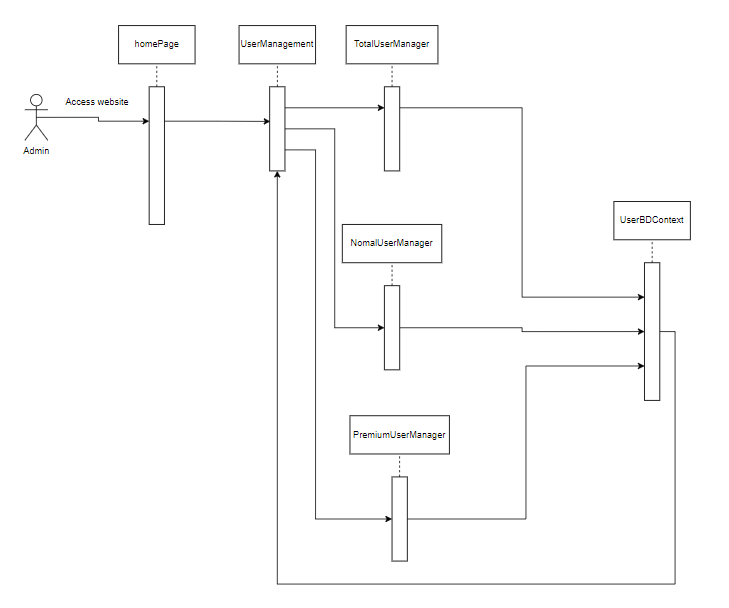 homePage
UserManagement
TotalUserManager
Access website
Admin
NomalUserManager
UserBDContext
PremiumUserManager